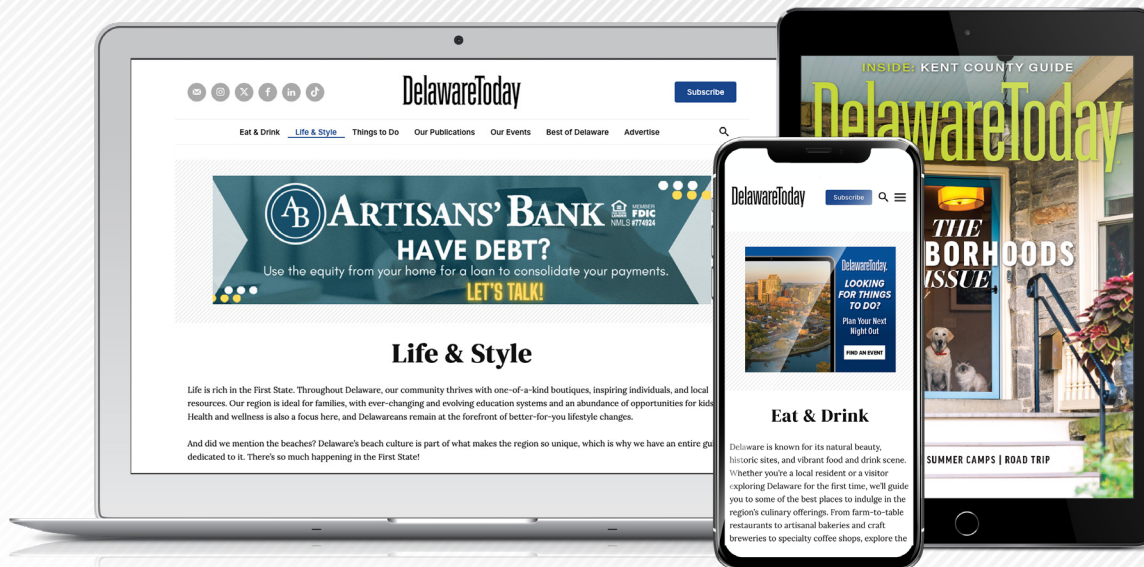 DelawareToday
Subscribe
Eat & Drink Life & Style Things to Do Our Publications Our Events Best of Delaware Advertise
AB
ARTISANS' BANK
MEMBER
FDIC
NMLS #774924
HAVE DEBT?
Use the equity from your home for a loan to consolidate your payments.
LET'S TALK!
Life & Style
Life is rich in the First State. Throughout Delaware, our community thrives with one-of-a-kind boutiques, inspiring individuals, and local
resources. Our region is ideal for families, with ever-changing and evolving education systems and an abundance of opportunities for kids
Health and wellness is also a focus here, and Delawareans remain at the forefront of better-for-you lifestyle changes.
And did we mention the beaches? Delaware's beach culture is part of what makes the region so unique, which is why we have an entire gu
dedicated to it. There's so much happening in the First State!
DelawareToday
Subscribe
DelawareToday.
LOOKING
FOR THINGS
TO DO?
Plan Your Next
Night Out
FIND AN EVENT
Eat & Drink
Delaware is known for its natural beauty,
historic sites, and vibrant food and drink scene.
Whether you're a local resident or a visitor
exploring Delaware for the first time, we'll guide
you to some of the best places to indulge in the
region's culinary offerings. From farm-to-table
restaurants to artisanal bakeries and craft
breweries to specialty coffee shops, explore the
INSIDE: KENT COUNTY GUIDE
DelawareToday
THE
BORHOODS
ISSUE
SUMMER CAMPS | ROAD TRIP